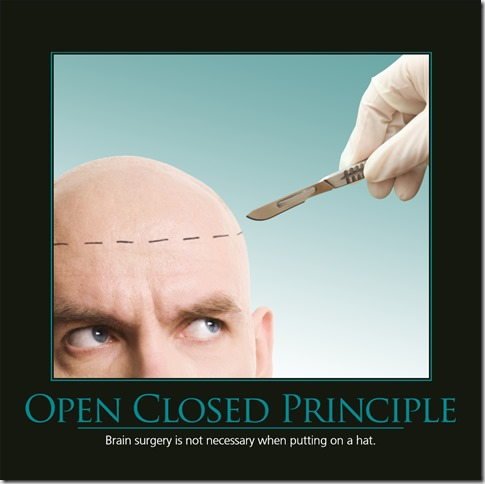 OPEN CLOSED PRINCIPLE
Brain surgery is not necessary when putting on a hat.